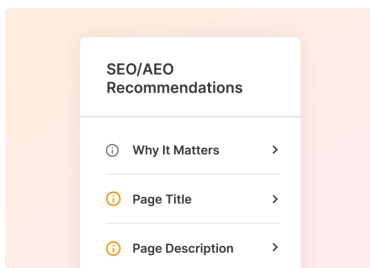 SEO/AEO
Recommendations
Why It Matters
Page Title
Page Description